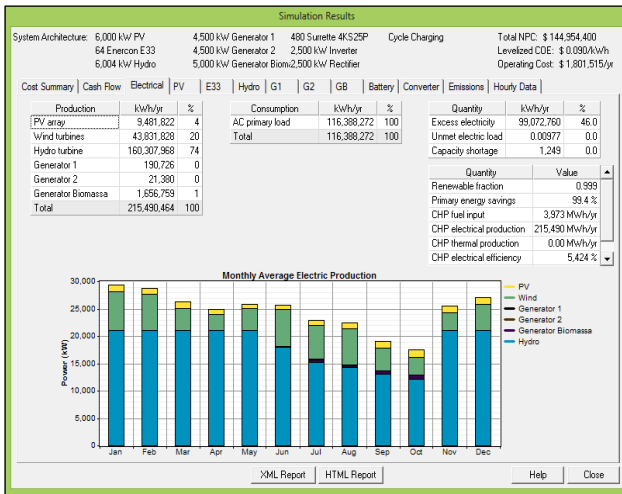 Simulation Results
System Architecture: 6,000 kW PV 4,500 kW Generator 1 480 Surrette 4KS25P Cycle Charging Total NPC: $ 144,954,400
64 Enercon E33 4,500 kW Generator 2 2,500 kW Inverter Levelized COE: $ 0.090/kWh
6,004 kW Hydro 5,000 kW Generator Biom: 2,500 kW Rectifier Operating Cost: $ 1,801,515/yr
Cost Summary Cash Flow Electrical PV E33 Hydro G1 G2 GB Battery Converter Emissions Hourly Data
Production kWh/yr %
PV array 9,481,822 4
Wind turbines 43,831,828 20
Hydro turbine 160,307,968 74
Generator 1 190,726 0
Generator 2 21,380 0
Generator Biomassa 1,656,759 1
Total 215,490,464 100
Consumption kWh/yr %
AC primary load 116,388,272 100
Total 116,388,272 100
Quantity kWh/yr %
Excess electricity 99,072,760 46.0
Unmet electric load 0.00977 0.0
Capacity shortage 1,249 0.0
Quantity Value
Renewable fraction 0.999
Primary energy savings 99.4 %
CHP fuel input 3,973 MWh/yr
CHP electrical production 215,490 MWh/yr
CHP thermal production 0.00 MWh/yr
CHP electrical efficiency 5,424 %
Monthly Average Electric Production
Power (kW)
30,000
25,000
20,000
15,000
10,000
5,000
0
Jan Feb Mar Apr May Jun Jul Aug Sep Oct Nov Dec
PV
Wind
Generator 1
Generator 2
Generator Biomassa
Hydro
XML Report HTML Report Help Close